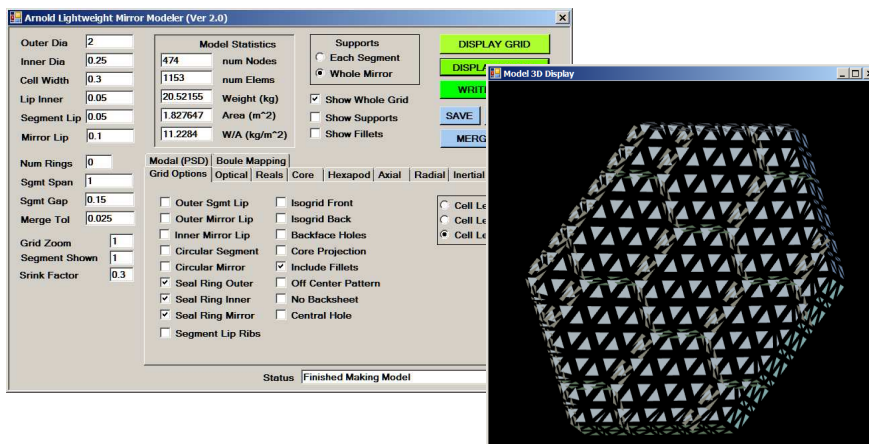 Arnold Lightweight Mirror Modeler (Ver 2.0)
Outer Dia 2
Inner Dia 0.25
Cell Width 0.3
Lip Inner 0.05
Segment Lip 0.05
Mirror Lip 0.1
Num Rings 0
Sgmt Span 1
Sgmt Gap 0.15
Merge Tol 0.025
Grid Zoom 1
Segment Shown 1
Srink Factor 0.3
Model Statistics
474 num Nodes
1153 num Elems
20.52155 Weight (kg)
1.827647 Area (m^2)
11.2284 W/A (kg/m^2)
Supports
Each Segment
Whole Mirror
Show Whole Grid
Show Supports
Show Fillets
DISPLAY GRID
SAVE
Modal (PSD) Boule Mapping
Grid Options Optical Reals Core Hexapod Axial Radial Inertial
Outer Sgmt Lip
Outer Mirror Lip
Inner Mirror Lip
Circular Segment
Circular Mirror
Seal Ring Outer
Seal Ring Inner
Seal Ring Mirror
Segment Lip Ribs
Isogrid Front
Isogrid Back
Backface Holes
Core Projection
Include Fillets
Off Center Pattern
No Backsheet
Central Hole
Cell
Cell
Cell
Status Finished Making Model
Model 3D Display